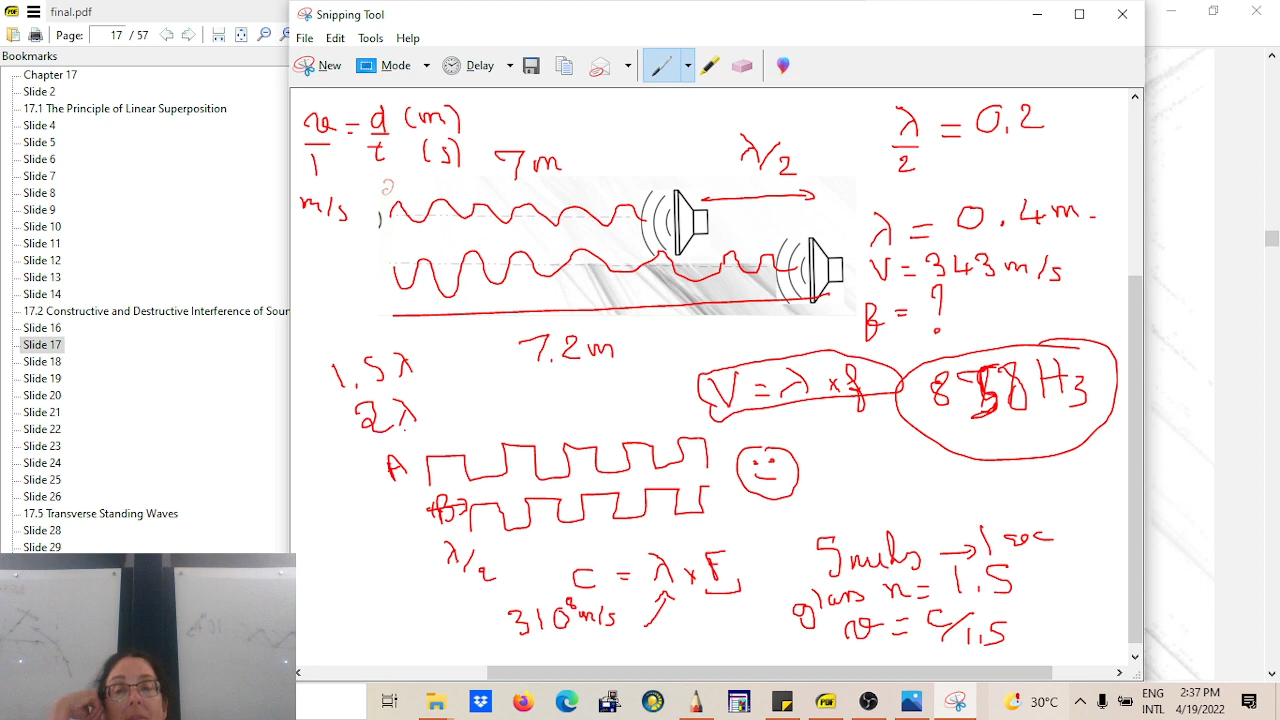 final.pdf
Page: 17 / 57
Bookmarks
Chapter 17
Slide 2
17.1 The Principle of Linear Superposition
Slide 4
Slide 5
Slide 6
Slide 7
Slide 8
Slide 9
Slide 10
Slide 11
Slide 12
Slide 13
Slide 14
17.2 Constructive and Destructive Interference of Soun
Slide 16
Slide 17
Slide 18
Slide 19
Slide 20
Slide 21
Slide 22
Slide 23
Slide 24
Slide 25
Slide 26
17.5 Transverse Standing Waves
Slide 28
Slide 29
Snipping Tool
File Edit Tools Help
New Mode Delay
v/1 = d/t (m) (s)
m/s
7 m
λ/2
λ/2 = 0.2
λ = 0.4 m.
V = 343 m/s
f = ?
7.2 m
1.5 λ
2 λ
V = λ × f
Hz
A
B
λ/2
C = λ × F
3 10⁸ m/s
→ 1 sec
glass n = 1.5
v = c/1.5
30°C
ENG
INTL
2:37 PM
4/19/2022